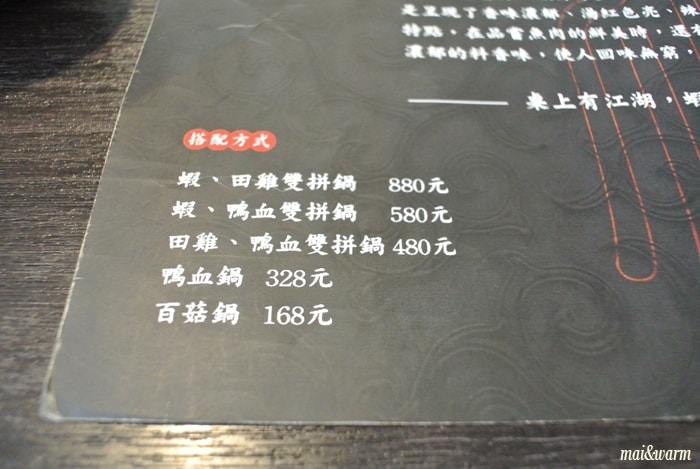 是呈現了香味濃郁、湯紅色亮、
特點，在品嘗魚肉的鮮美時，還
濃郁的料香味，使人回味無窮，
桌上有江湖，蝦
搭配方式
蝦、田雞雙拼鍋 880元
蝦、鴨血雙拼鍋 580元
田雞、鴨血雙拼鍋 480元
鴨血鍋 328元
百菇鍋 168元
mai&warm